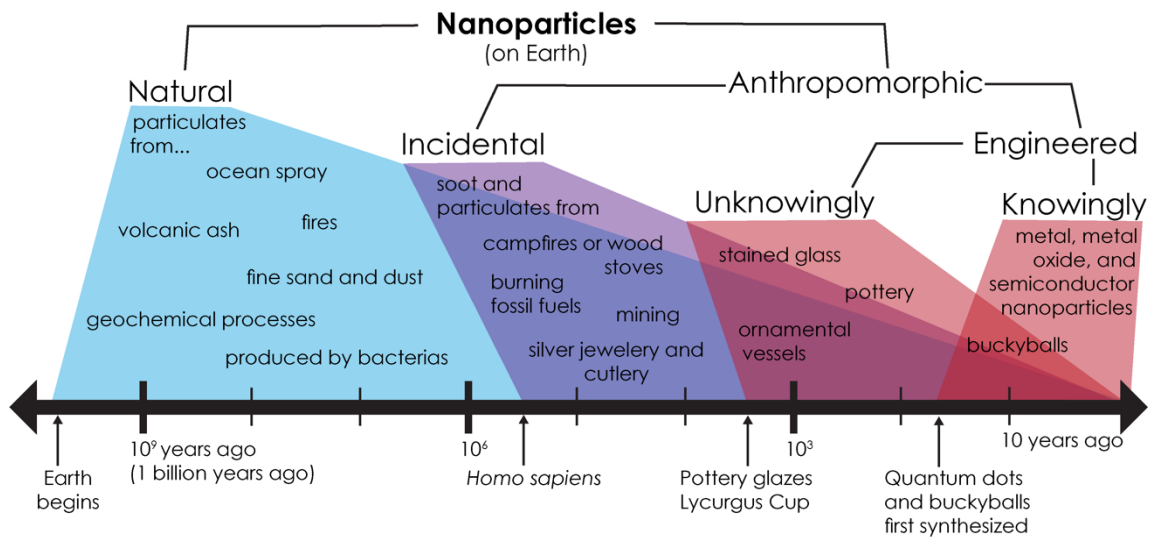 Nanoparticles
(on Earth)
Natural
Anthropomorphic
Incidental
Engineered
Unknowingly
Knowingly
particulates
from...
ocean spray
volcanic ash
fires
fine sand and dust
geochemical processes
produced by bacterias
soot and
particulates from
campfires or wood
stoves
burning
fossil fuels
mining
silver jewelery and
cutlery
stained glass
pottery
ornamental
vessels
metal, metal
oxide, and
semiconductor
nanoparticles
buckyballs
10⁹ years ago
(1 billion years ago)
10⁶
10³
10 years ago
Earth
begins
Homo sapiens
Pottery glazes
Lycurgus Cup
Quantum dots
and buckyballs
first synthesized